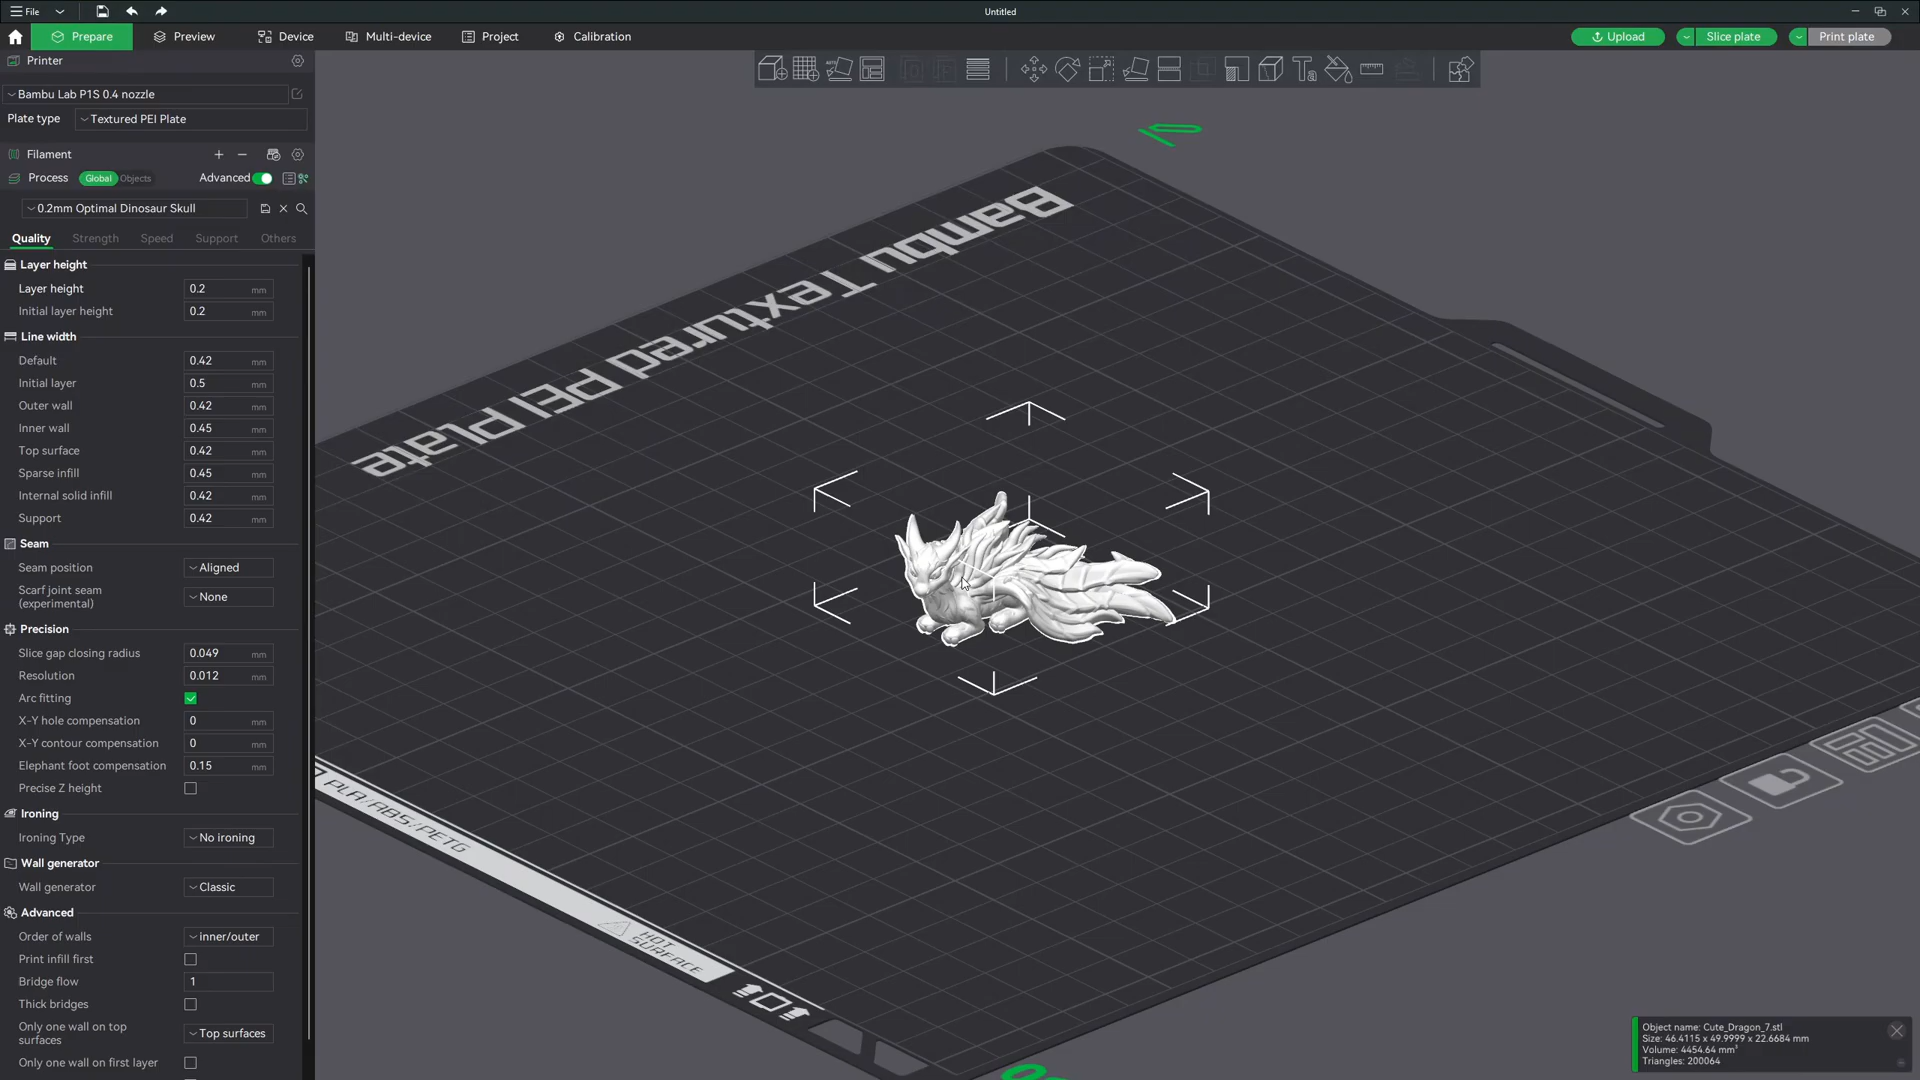 File
Untitled
Prepare
Preview
Device
Multi-device
Project
Calibration
Upload
Slice plate
Print plate
Printer
Bambu Lab P1S 0.4 nozzle
Plate type
Textured PEI Plate
Filament
Process
Global
Objects
Advanced
0.2mm Optimal Dinosaur Skull
Quality
Strength
Speed
Support
Others
Layer height
Layer height 0.2 mm
Initial layer height 0.2 mm
Line width
Default 0.42 mm
Initial layer 0.5 mm
Outer wall 0.42 mm
Inner wall 0.45 mm
Top surface 0.42 mm
Sparse infill 0.45 mm
Internal solid infill 0.42 mm
Support 0.42 mm
Seam
Seam position Aligned
Scarf joint seam
(experimental) None
Precision
Slice gap closing radius 0.049 mm
Resolution 0.012 mm
Arc fitting
X-Y hole compensation 0 mm
X-Y contour compensation 0 mm
Elephant foot compensation 0.15 mm
Precise Z height
Ironing
Ironing Type No ironing
Wall generator
Wall generator Classic
Advanced
Order of walls inner/outer
Print infill first
Bridge flow 1
Thick bridges
Only one wall on top
surfaces Top surfaces
Only one wall on first layer
Bambu Textured PEI Plate
PLA/ABS/PETG
HOT
SURFACE
Object name: Cute_Dragon_7.stl
Size: 46.4115 x 49.9999 x 22.6684 mm
Volume: 4454.64 mm³
Triangles: 200064